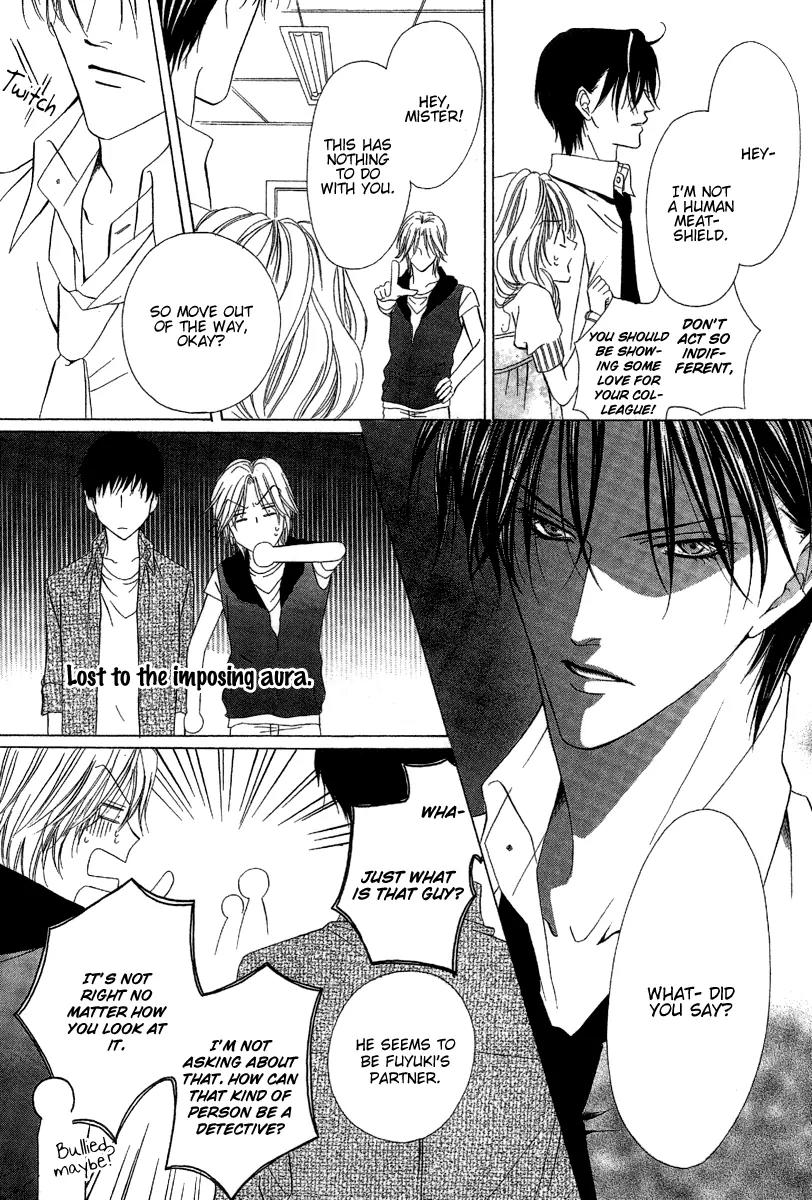 HEY-
I'M NOT
A HUMAN
MEAT-
SHIELD.
DON'T
ACT SO
INDIF-
FERENT,
YOU SHOULD
BE SHOW-
ING SOME
LOVE FOR
YOUR COL-
LEAGUE!
HEY,
MISTER!
THIS HAS
NOTHING
TO DO
WITH YOU.
SO MOVE OUT
OF THE WAY,
OKAY?
Twitch
WHAT- DID
YOU SAY?
Lost to the imposing aura.
WHA-
JUST WHAT
IS THAT GUY?
HE SEEMS TO
BE FUYUKI'S
PARTNER.
I'M NOT
ASKING ABOUT
THAT. HOW CAN
THAT KIND OF
PERSON BE A
DETECTIVE?
IT'S NOT
RIGHT NO
MATTER HOW
YOU LOOK AT
IT.
Bullied,
maybe?